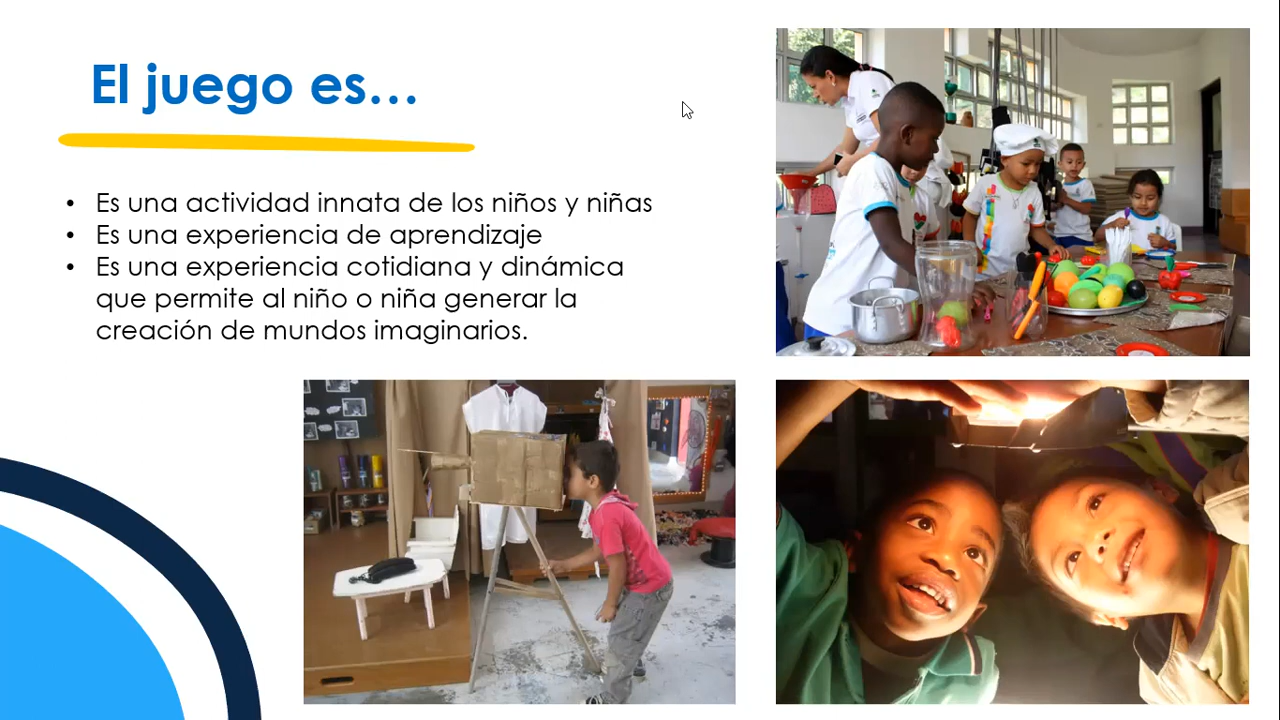 El juego es...
• Es una actividad innata de los niños y niñas
• Es una experiencia de aprendizaje
• Es una experiencia cotidiana y dinámica
que permite al niño o niña generar la
creación de mundos imaginarios.